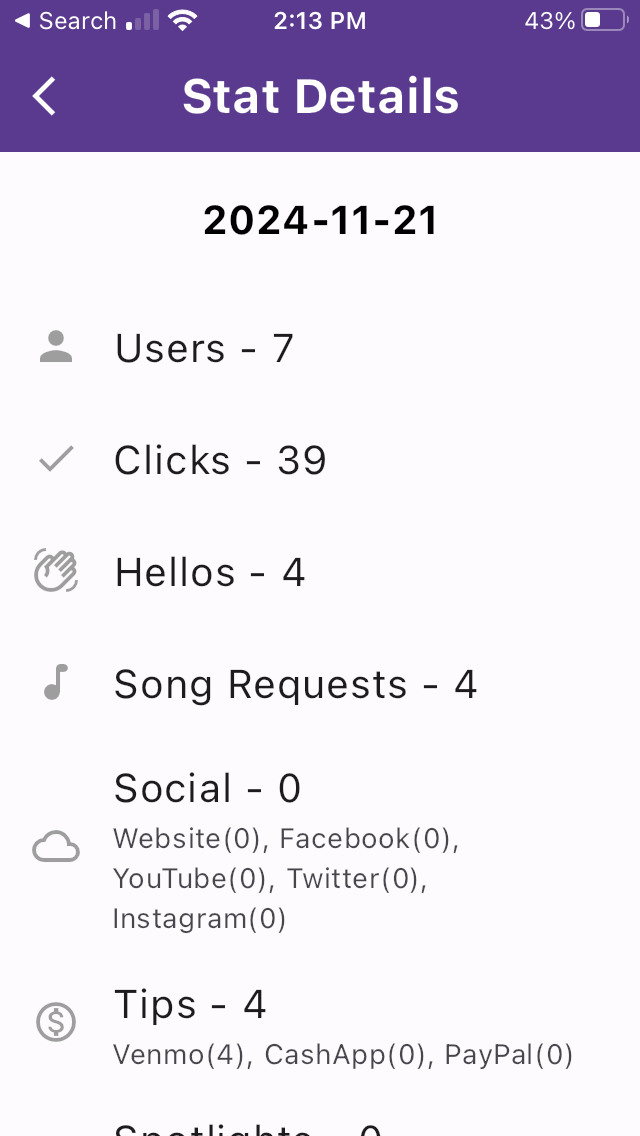 ◀ Search 2:13 PM 43%
Stat Details
2024-11-21
Users - 7
Clicks - 39
Hellos - 4
Song Requests - 4
Social - 0
Website(0), Facebook(0),
YouTube(0), Twitter(0),
Instagram(0)
Tips - 4
Venmo(4), CashApp(0), PayPal(0)
Spotlights - 0